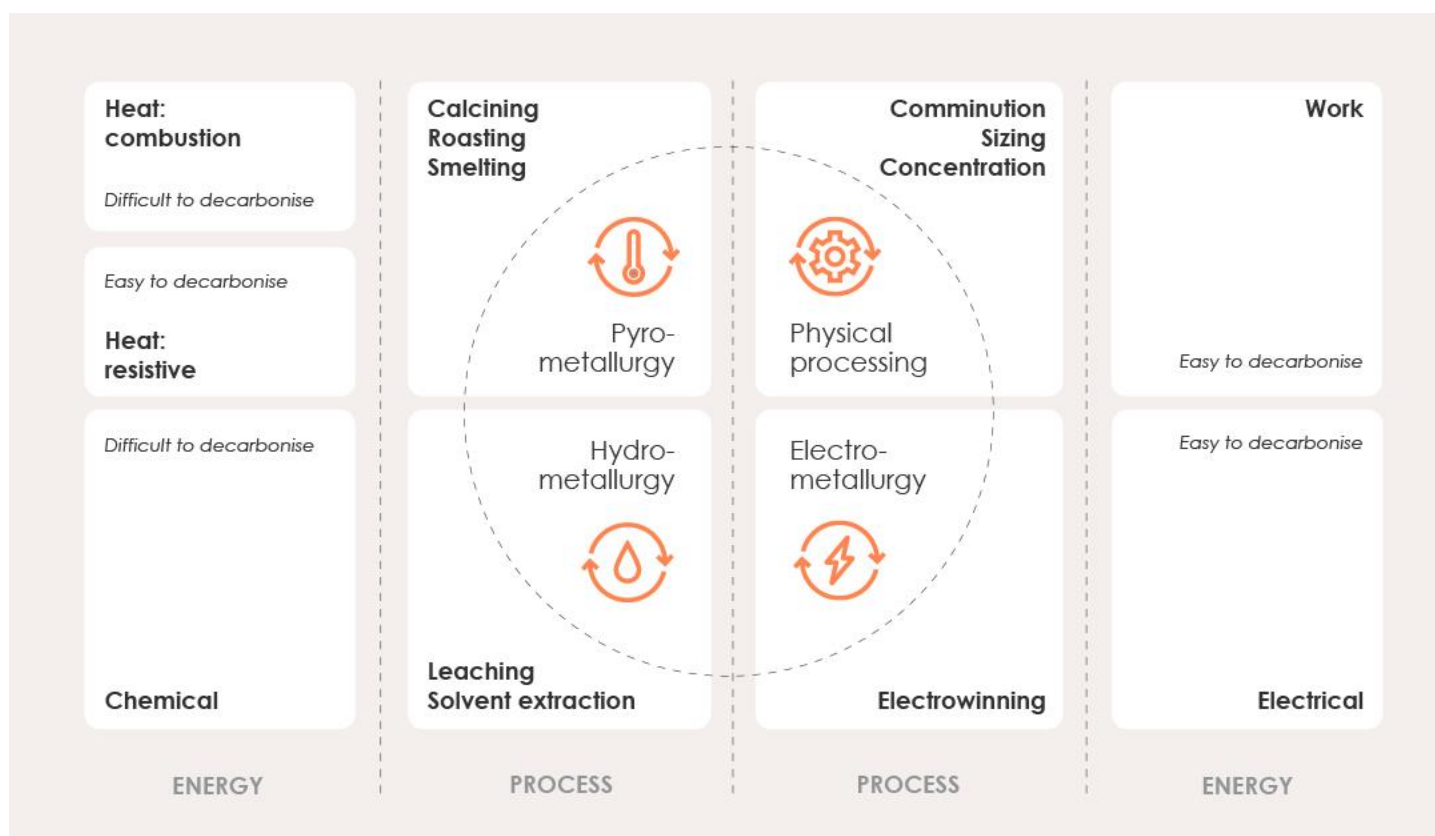 Heat:
combustion
Difficult to decarbonise
Easy to decarbonise
Heat:
resistive
Difficult to decarbonise
Chemical
ENERGY
Calcining
Roasting
Smelting
Pyro-
metallurgy
Hydro-
metallurgy
Leaching
Solvent extraction
PROCESS
Comminution
Sizing
Concentration
Physical
processing
Electro-
metallurgy
Electrowinning
PROCESS
Work
Easy to decarbonise
Easy to decarbonise
Electrical
ENERGY